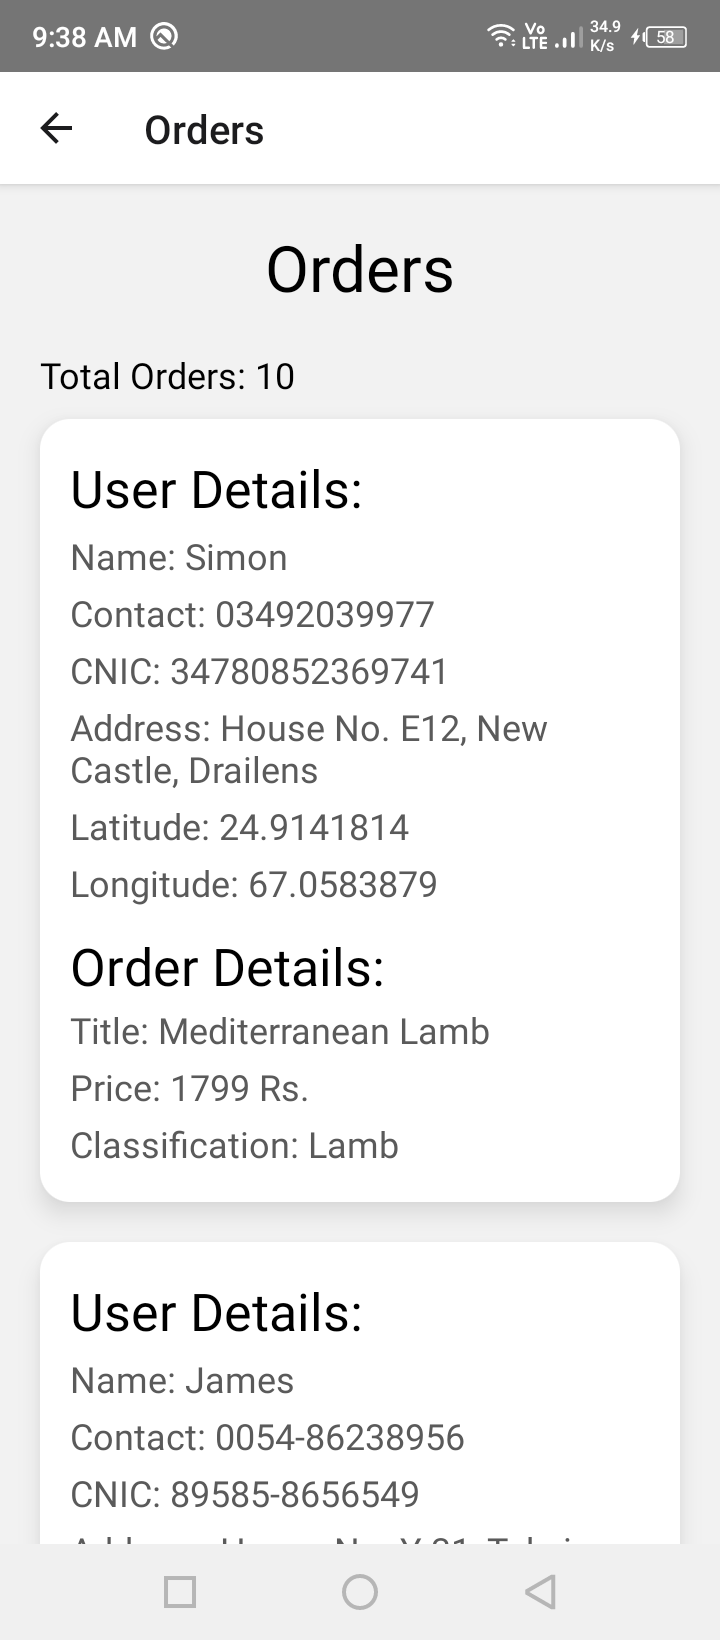 9:38 AM
Vo LTE
34.9 K/s
58
Orders
Orders
Total Orders: 10
User Details:
Name: Simon
Contact: 03492039977
CNIC: 34780852369741
Address: House No. E12, New
Castle, Drailens
Latitude: 24.9141814
Longitude: 67.0583879
Order Details:
Title: Mediterranean Lamb
Price: 1799 Rs.
Classification: Lamb
User Details:
Name: James
Contact: 0054-86238956
CNIC: 89585-8656549